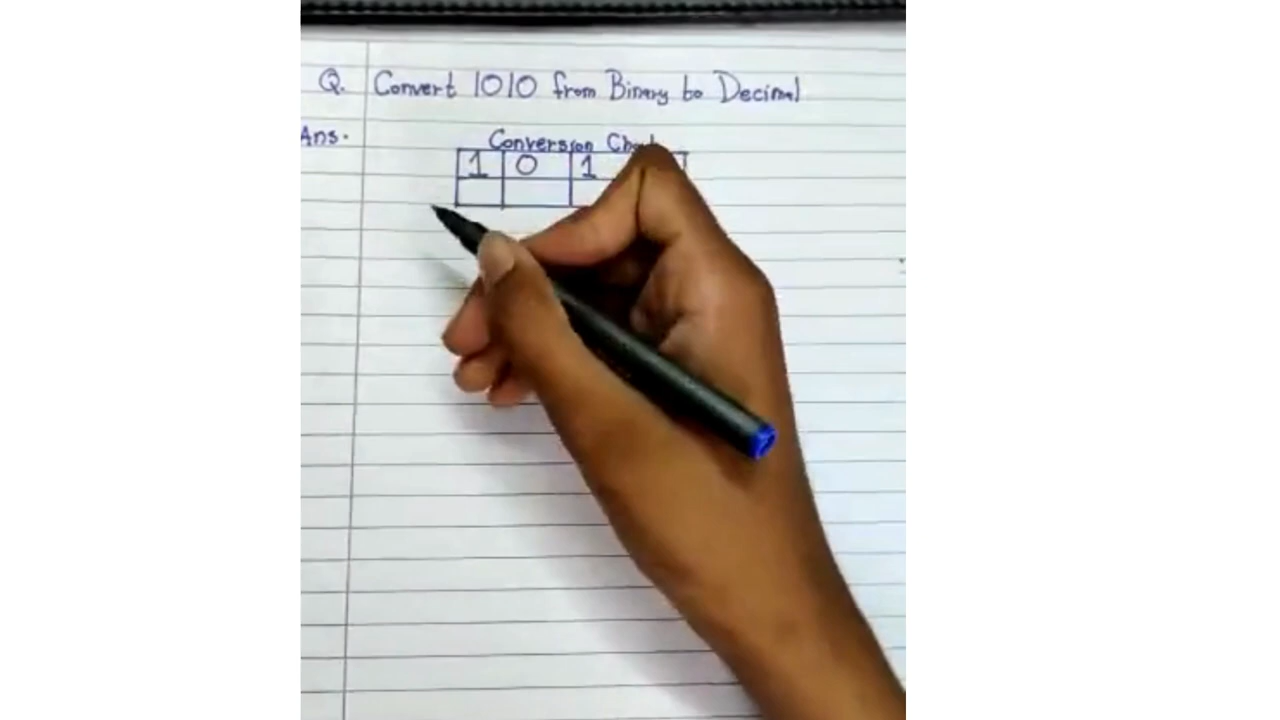 Q. Convert 1010 from Binary to Decimal
Ans.
Conversion
1 0 1